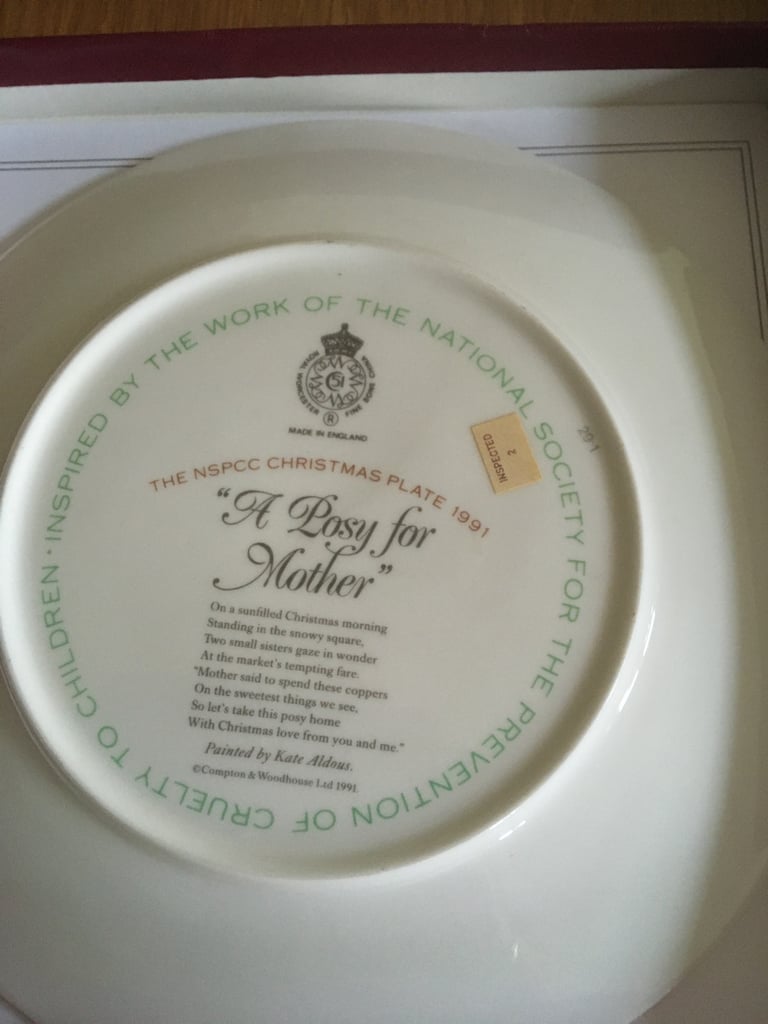 INSPIRED BY THE WORK OF THE NATIONAL SOCIETY FOR THE PREVENTION OF CRUELTY TO CHILDREN ·
ROYAL WORCESTER FINE BONE CHINA
51
®
MADE IN ENGLAND
THE NSPCC CHRISTMAS PLATE 1991
INSPECTED
2
29·1
“A Posy for
Mother”
On a sunfilled Christmas morning
Standing in the snowy square,
Two small sisters gaze in wonder
At the market's tempting fare.
"Mother said to spend these coppers
On the sweetest things we see,
So let's take this posy home
With Christmas love from you and me."
Painted by Kate Aldous.
©Compton & Woodhouse Ltd 1991.